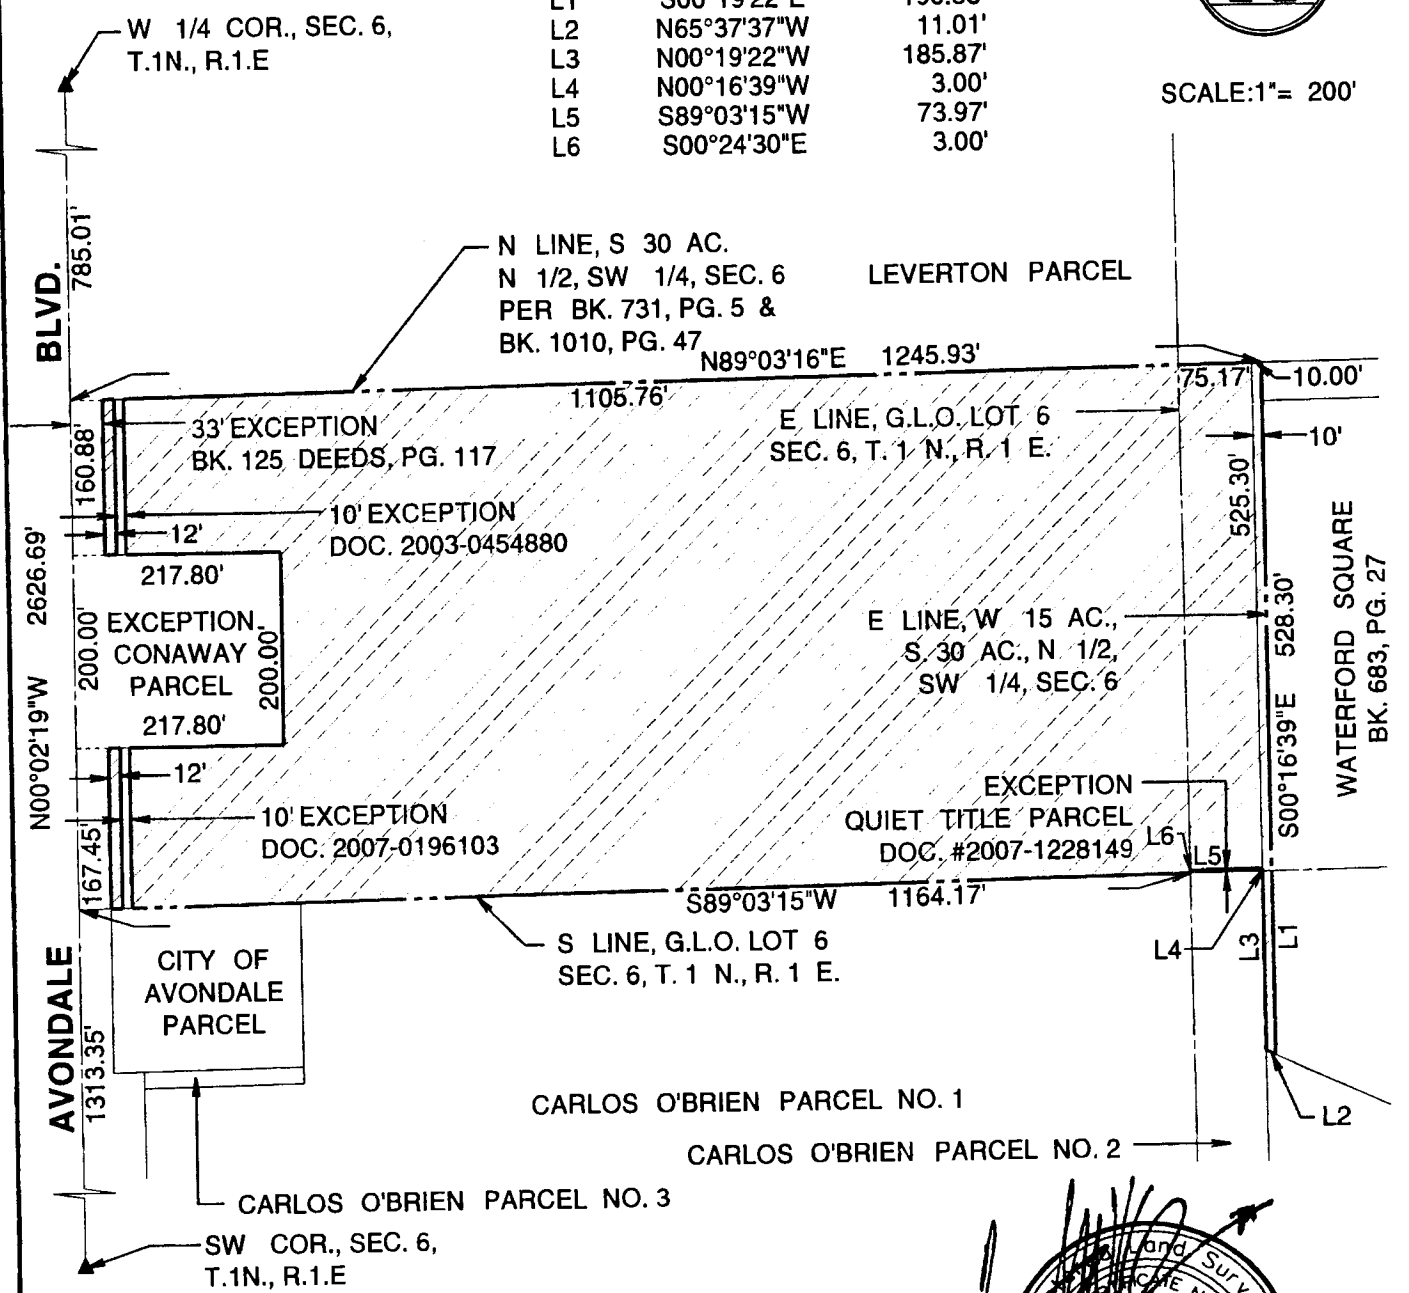 L1 S00°19'22"E
L2 N65°37'37"W 11.01'
L3 N00°19'22"W 185.87'
L4 N00°16'39"W 3.00'
L5 S89°03'15"W 73.97'
L6 S00°24'30"E 3.00'
W 1/4 COR., SEC. 6,
T.1N., R.1.E
SCALE:1"= 200'
785.01'
BLVD.
N LINE, S 30 AC.
N 1/2, SW 1/4, SEC. 6
PER BK. 731, PG. 5 &
BK. 1010, PG. 47
LEVERTON PARCEL
N89°03'16"E 1245.93'
1105.76'
75.17'
10.00'
33' EXCEPTION
BK. 125 DEEDS, PG. 117
E LINE, G.L.O. LOT 6
SEC. 6, T. 1 N., R. 1 E.
10'
160.88'
525.30'
10' EXCEPTION
DOC. 2003-0454880
12'
217.80'
N00°02'19"W 2626.69'
EXCEPTION
CONAWAY
PARCEL
200.00'
200.00'
217.80'
E LINE, W 15 AC.,
S. 30 AC., N 1/2,
SW 1/4, SEC. 6
S00°16'39"E 528.30'
WATERFORD SQUARE
BK. 683, PG. 27
12'
10' EXCEPTION
DOC. 2007-0196103
167.45'
EXCEPTION
QUIET TITLE PARCEL
DOC. #2007-1228149
L6
L5
S89°03'15"W 1164.17'
S LINE, G.L.O. LOT 6
SEC. 6, T. 1 N., R. 1 E.
L4
L3
L1
L2
AVONDALE
1313.35'
CITY OF
AVONDALE
PARCEL
CARLOS O'BRIEN PARCEL NO. 1
CARLOS O'BRIEN PARCEL NO. 2
CARLOS O'BRIEN PARCEL NO. 3
SW COR., SEC. 6,
T.1N., R.1.E
Land Surv